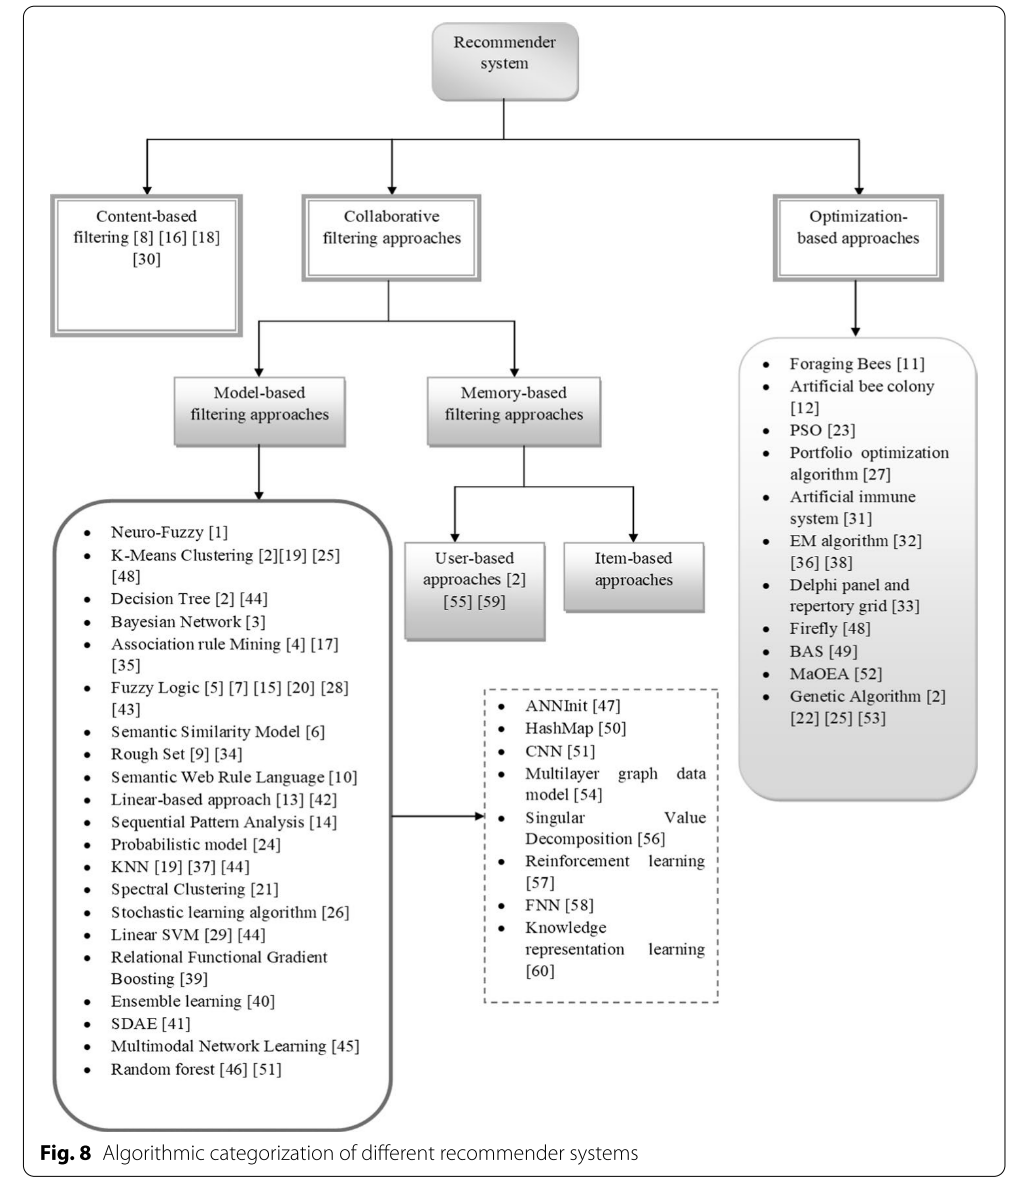 Recommender
system
Content-based
filtering [8] [16] [18]
[30]
Collaborative
filtering approaches
Optimization-
based approaches
Model-based
filtering approaches
Memory-based
filtering approaches
User-based
approaches [2]
[55] [59]
Item-based
approaches
• Neuro-Fuzzy [1]
• K-Means Clustering [2][19] [25]
[48]
• Decision Tree [2] [44]
• Bayesian Network [3]
• Association rule Mining [4] [17]
[35]
• Fuzzy Logic [5] [7] [15] [20] [28]
[43]
• Semantic Similarity Model [6]
• Rough Set [9] [34]
• Semantic Web Rule Language [10]
• Linear-based approach [13] [42]
• Sequential Pattern Analysis [14]
• Probabilistic model [24]
• KNN [19] [37] [44]
• Spectral Clustering [21]
• Stochastic learning algorithm [26]
• Linear SVM [29] [44]
• Relational Functional Gradient
Boosting [39]
• Ensemble learning [40]
• SDAE [41]
• Multimodal Network Learning [45]
• Random forest [46] [51]
• ANNInit [47]
• HashMap [50]
• CNN [51]
• Multilayer graph data
model [54]
• Singular Value
Decomposition [56]
• Reinforcement learning
[57]
• FNN [58]
• Knowledge
representation learning
[60]
• Foraging Bees [11]
• Artificial bee colony
[12]
• PSO [23]
• Portfolio optimization
algorithm [27]
• Artificial immune
system [31]
• EM algorithm [32]
[36] [38]
• Delphi panel and
repertory grid [33]
• Firefly [48]
• BAS [49]
• MaOEA [52]
• Genetic Algorithm [2]
[22] [25] [53]
Fig. 8 Algorithmic categorization of different recommender systems